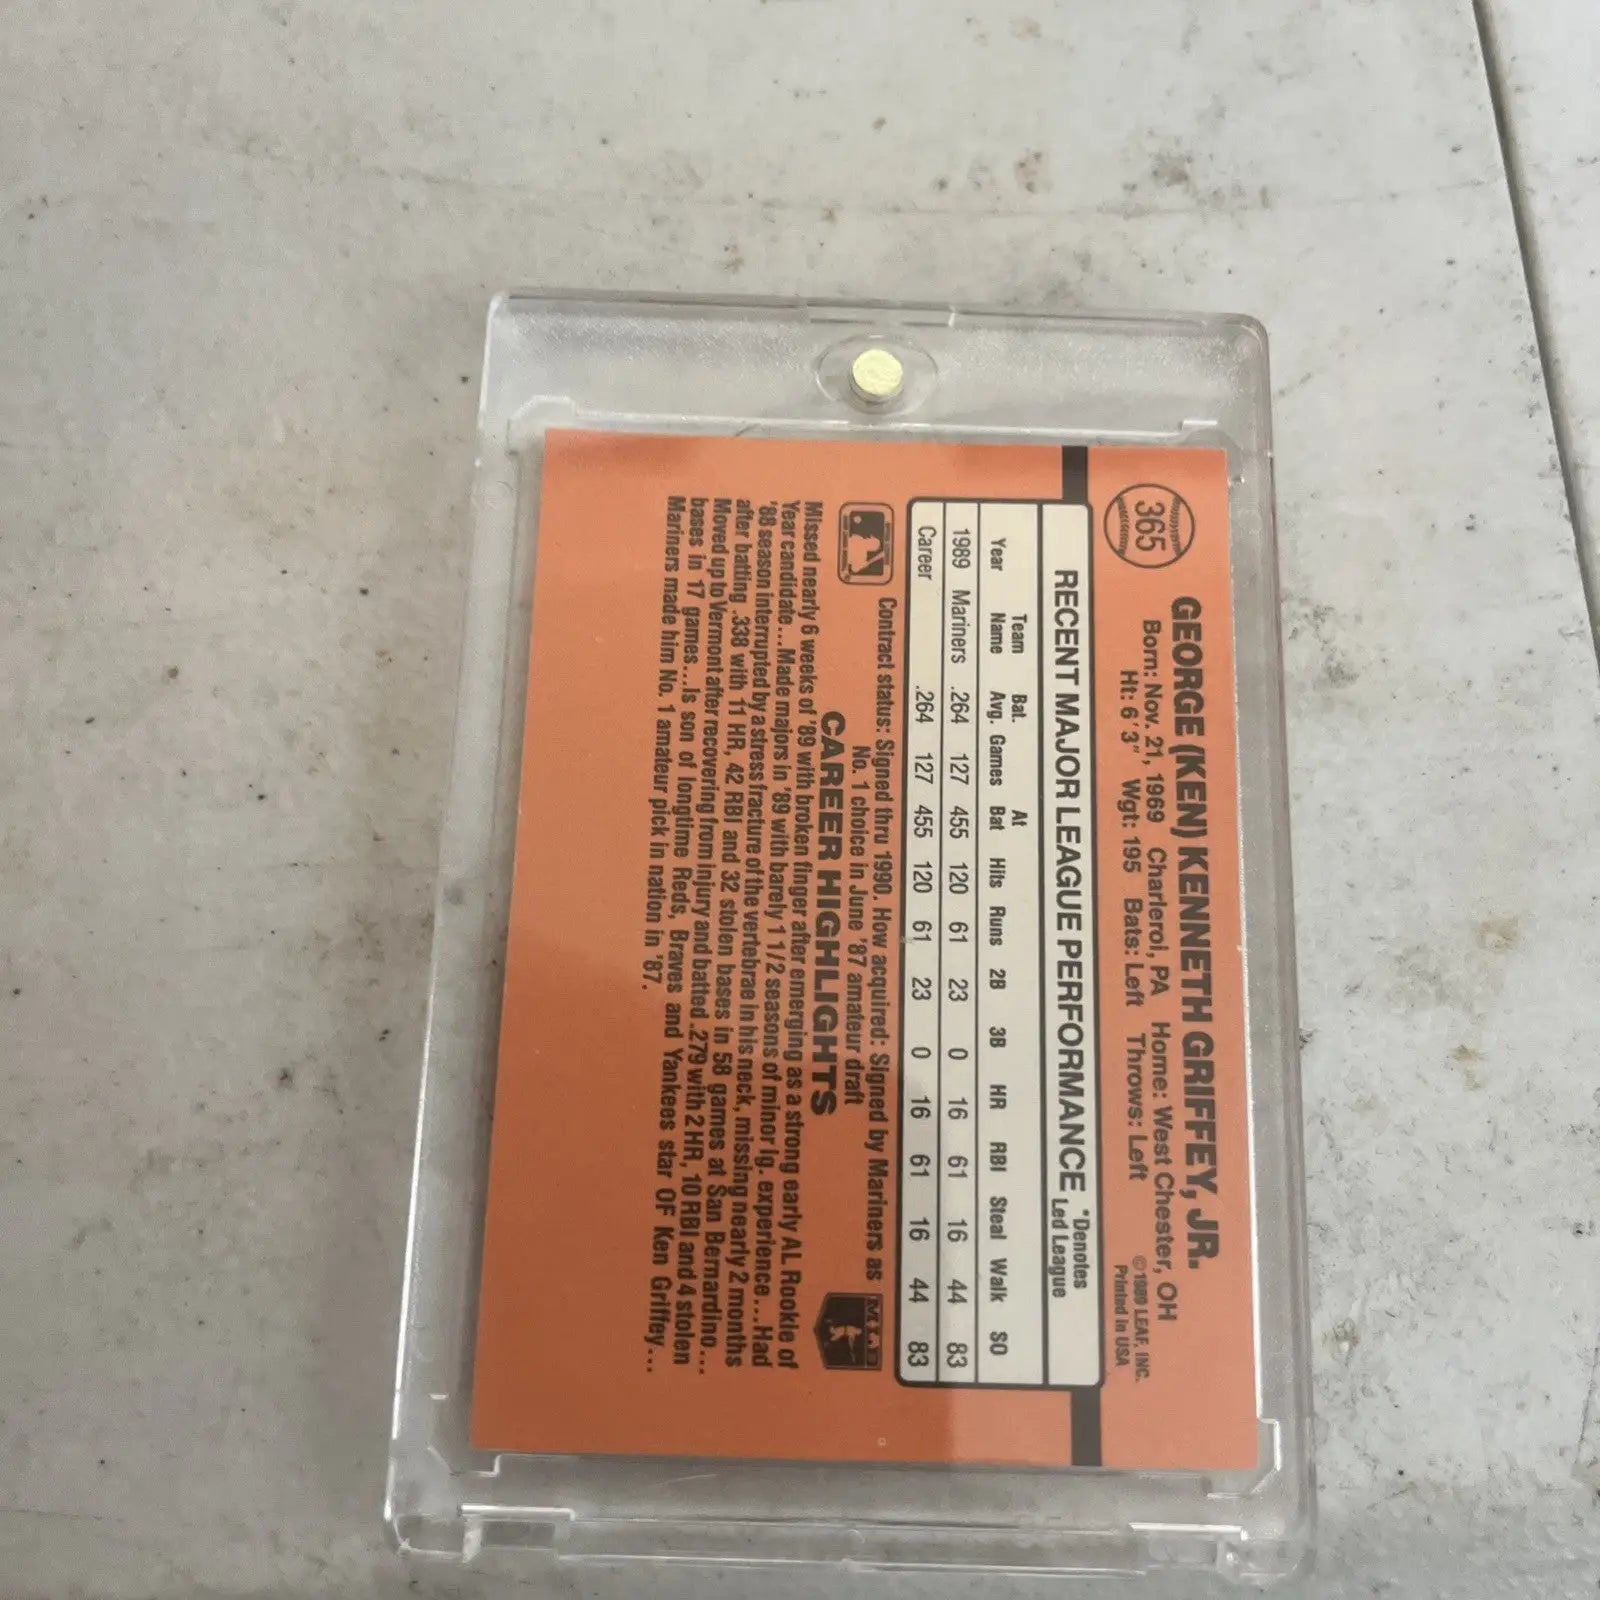 365
GEORGE (KEN) KENNETH GRIFFEY, JR.
Born: Nov. 21, 1969 Charleroi, PA Home: West Chester, OH
Ht: 6'3" Wgt: 195 Bats: Left Throws: Left
©1989 LEAF, INC.
Printed in USA
RECENT MAJOR LEAGUE PERFORMANCE
*Denotes
Led League
Year Team Name Bat. Avg. Games At Bat Hits Runs 2B 3B HR RBI Steal Walk SO
1989 Mariners .264 127 455 120 61 23 0 16 61 16 44 83
Career .264 127 455 120 61 23 0 16 61 16 44 83
Contract status: Signed thru 1990. How acquired: Signed by Mariners as
No. 1 choice in June '87 amateur draft
CAREER HIGHLIGHTS
Missed nearly 6 weeks of '89 with broken finger after emerging as a strong early AL Rookie of
Year candidate...Made majors in '89 with barely 1 1/2 seasons of minor lg. experience...Had
'88 season interrupted by a stress fracture of the vertebrae in his neck, missing nearly 2 months
after batting .338 with 11 HR, 42 RBI and 32 stolen bases in 58 games at San Bernardino...
Moved up to Vermont after recovering from injury and batted .279 with 2 HR, 10 RBI and 4 stolen
bases in 17 games...Is son of longtime Reds, Braves and Yankees star OF Ken Griffey...
Mariners made him No. 1 amateur pick in nation in '87.